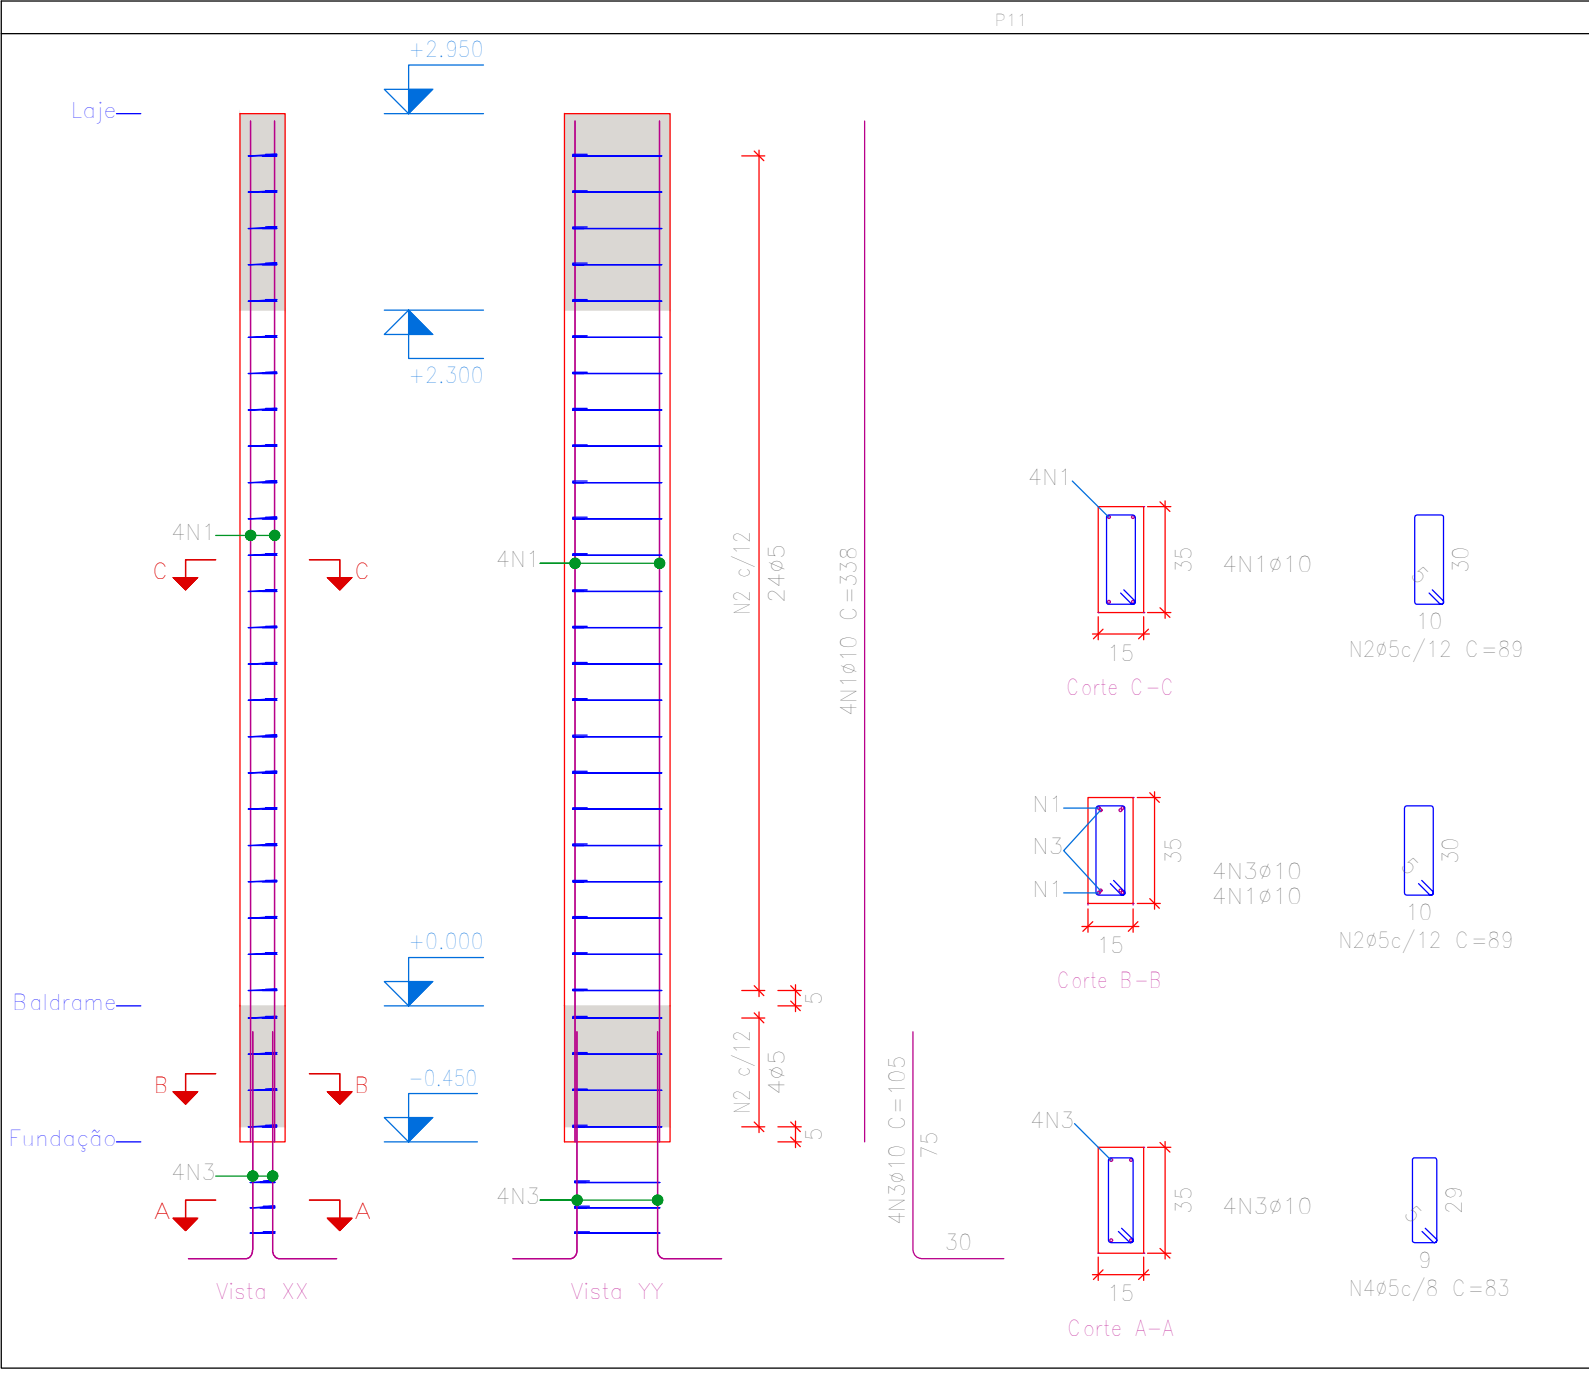 P11
+2.950
Laje
+2.300
4N1
C
C
4N1
N2 c/12
24ø5
4N1ø10 C=338
4N1
35
15
4N1ø10
Corte C-C
5
30
10
N2ø5c/12 C=89
N1
N3
N1
35
15
4N3ø10
4N1ø10
Corte B-B
5
30
10
N2ø5c/12 C=89
+0.000
Baldrame
5
B
B
-0.450
N2 c/12
4ø5
Fundação
5
4N3ø10 C=105
75
30
4N3
4N3
A
A
Vista XX
Vista YY
4N3
35
15
4N3ø10
Corte A-A
5
29
9
N4ø5c/8 C=83